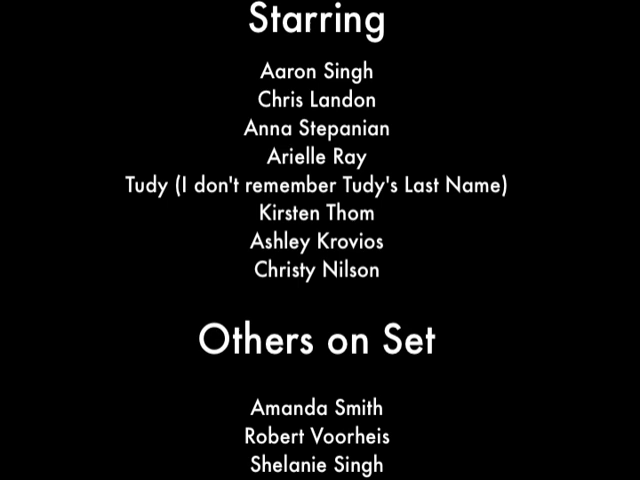 Starring
Aaron Singh
Chris Landon
Anna Stepanian
Arielle Ray
Tudy (I don't remember Tudy's Last Name)
Kirsten Thom
Ashley Krovios
Christy Nilson
Others on Set
Amanda Smith
Robert Voorheis
Shelanie Singh